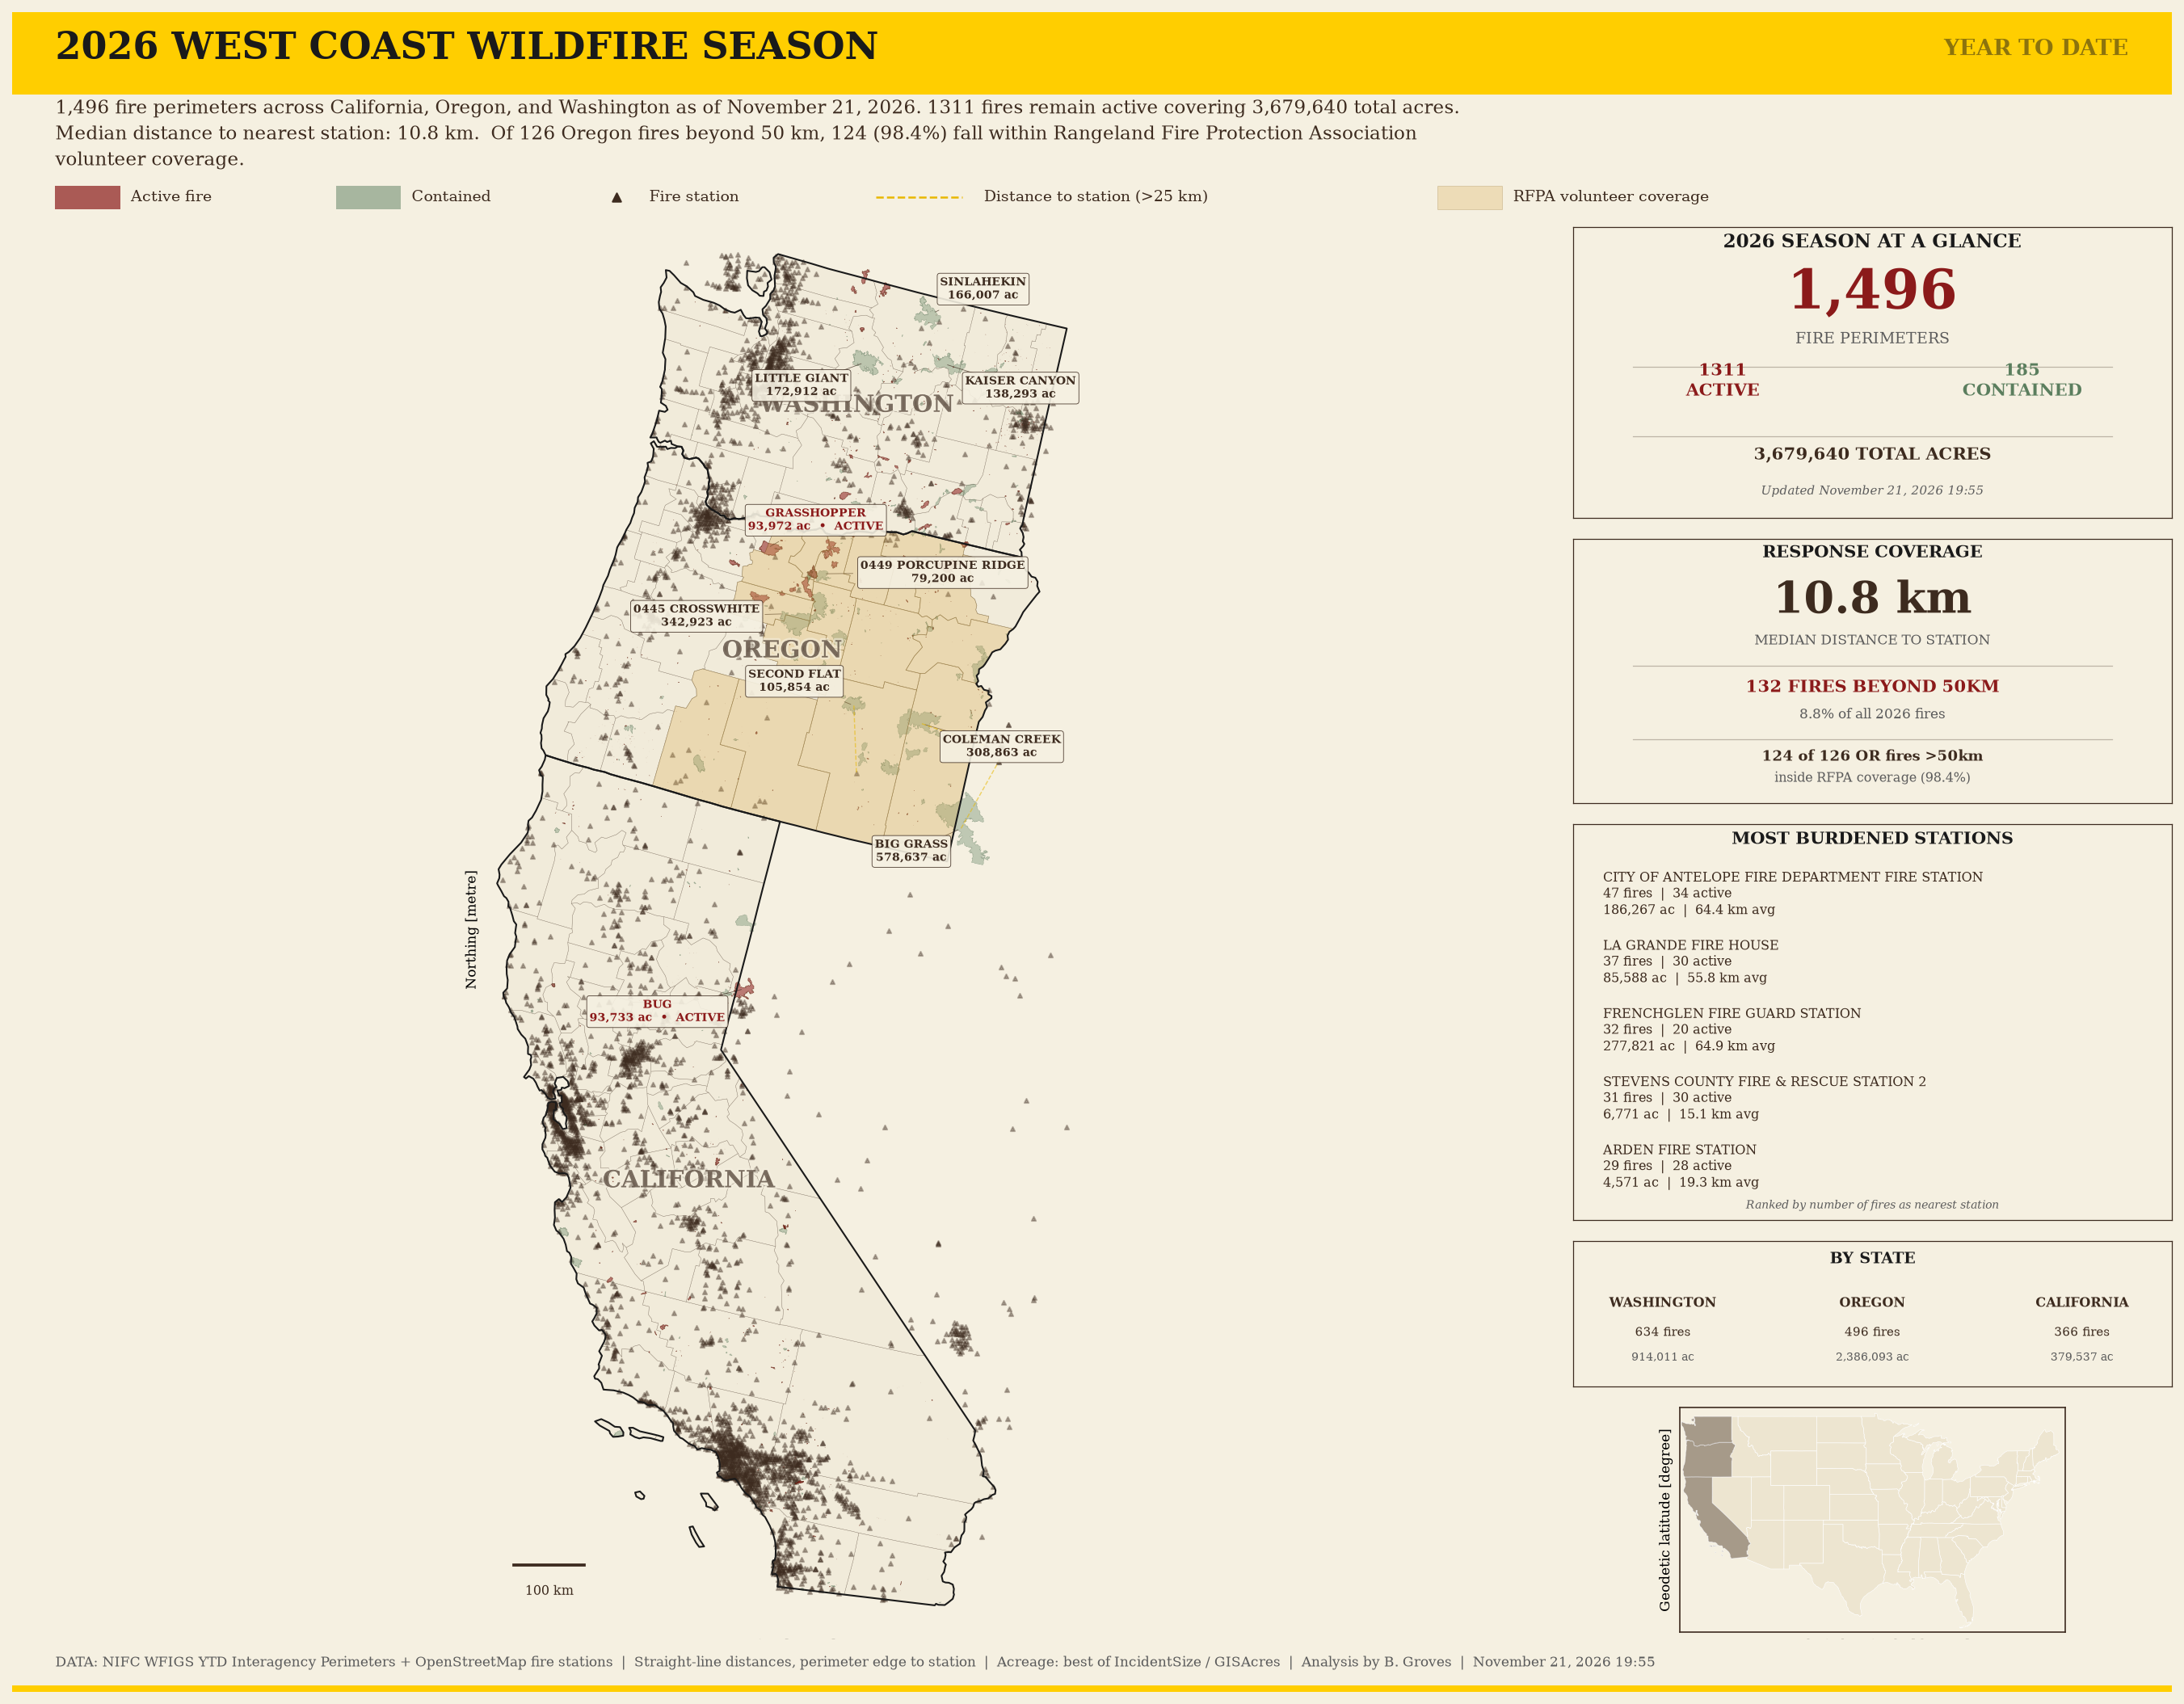 2026 WEST COAST WILDFIRE SEASON
YEAR TO DATE
1,496 fire perimeters across California, Oregon, and Washington as of November 21, 2026. 1311 fires remain active covering 3,679,640 total acres.
Median distance to nearest station: 10.8 km.  Of 126 Oregon fires beyond 50 km, 124 (98.4%) fall within Rangeland Fire Protection Association
volunteer coverage.
Active fire
Contained
Fire station
Distance to station (>25 km)
RFPA volunteer coverage
SINLAHEKIN
166,007 ac
LITTLE GIANT
172,912 ac
KAISER CANYON
138,293 ac
WASHINGTON
GRASSHOPPER
93,972 ac • ACTIVE
0449 PORCUPINE RIDGE
79,200 ac
0445 CROSSWHITE
342,923 ac
OREGON
SECOND FLAT
105,854 ac
COLEMAN CREEK
308,863 ac
BIG GRASS
578,637 ac
Northing [metre]
BUG
93,733 ac • ACTIVE
CALIFORNIA
100 km
2026 SEASON AT A GLANCE
1,496
FIRE PERIMETERS
1311
ACTIVE
185
CONTAINED
3,679,640 TOTAL ACRES
Updated November 21, 2026 19:55
RESPONSE COVERAGE
10.8 km
MEDIAN DISTANCE TO STATION
132 FIRES BEYOND 50KM
8.8% of all 2026 fires
124 of 126 OR fires >50km
inside RFPA coverage (98.4%)
MOST BURDENED STATIONS
CITY OF ANTELOPE FIRE DEPARTMENT FIRE STATION
47 fires | 34 active
186,267 ac | 64.4 km avg
LA GRANDE FIRE HOUSE
37 fires | 30 active
85,588 ac | 55.8 km avg
FRENCHGLEN FIRE GUARD STATION
32 fires | 20 active
277,821 ac | 64.9 km avg
STEVENS COUNTY FIRE & RESCUE STATION 2
31 fires | 30 active
6,771 ac | 15.1 km avg
ARDEN FIRE STATION
29 fires | 28 active
4,571 ac | 19.3 km avg
Ranked by number of fires as nearest station
BY STATE
WASHINGTON
634 fires
914,011 ac
OREGON
496 fires
2,386,093 ac
CALIFORNIA
366 fires
379,537 ac
Geodetic latitude [degree]
DATA: NIFC WFIGS YTD Interagency Perimeters + OpenStreetMap fire stations | Straight-line distances, perimeter edge to station | Acreage: best of IncidentSize / GISAcres | Analysis by B. Groves | November 21, 2026 19:55